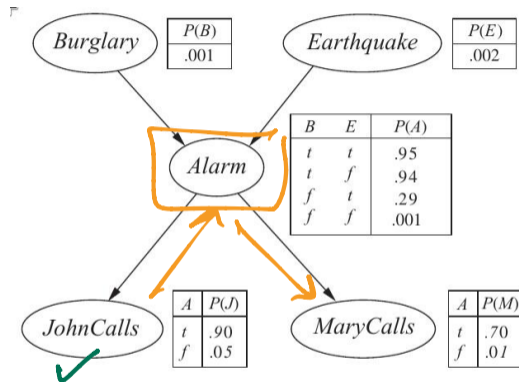 Burglary
P(B)
.001
Earthquake
P(E)
.002
Alarm
B E P(A)
t t .95
t f .94
f t .29
f f .001
JohnCalls
A P(J)
t .90
f .05
MaryCalls
A P(M)
t .70
f .01